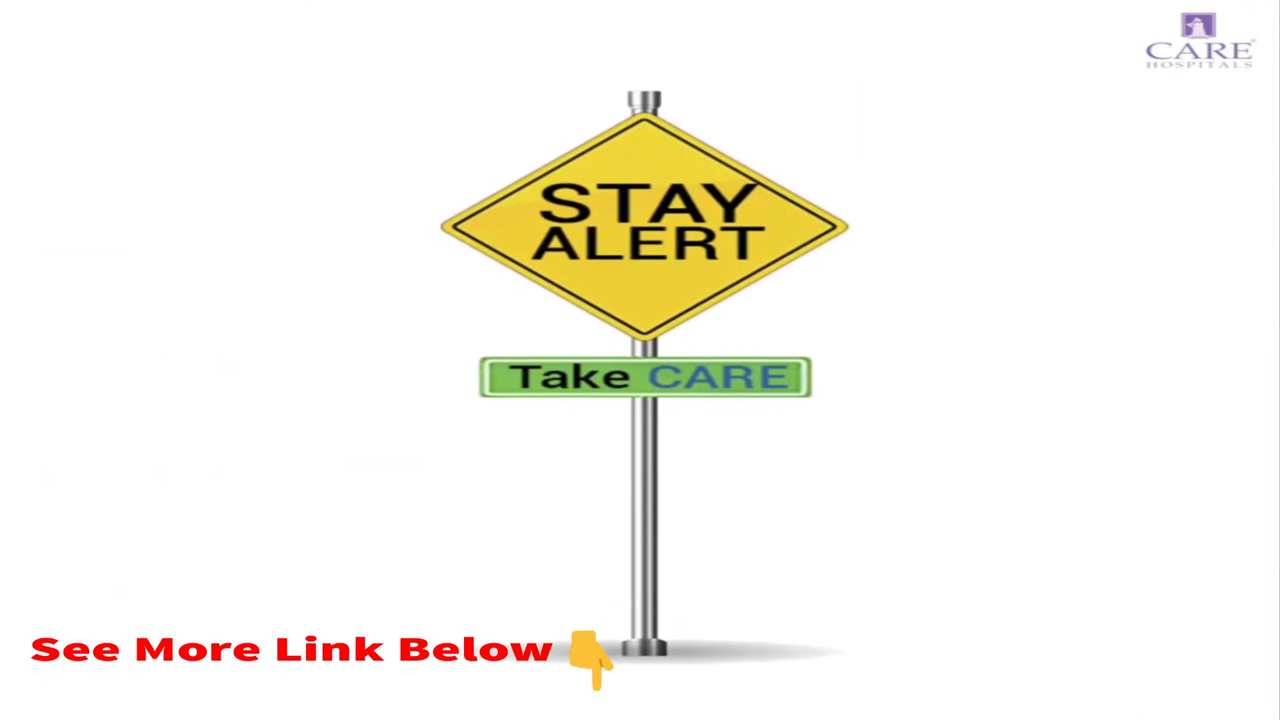 CARE
HOSPITALS
STAY
ALERT
Take CARE
See More Link Below